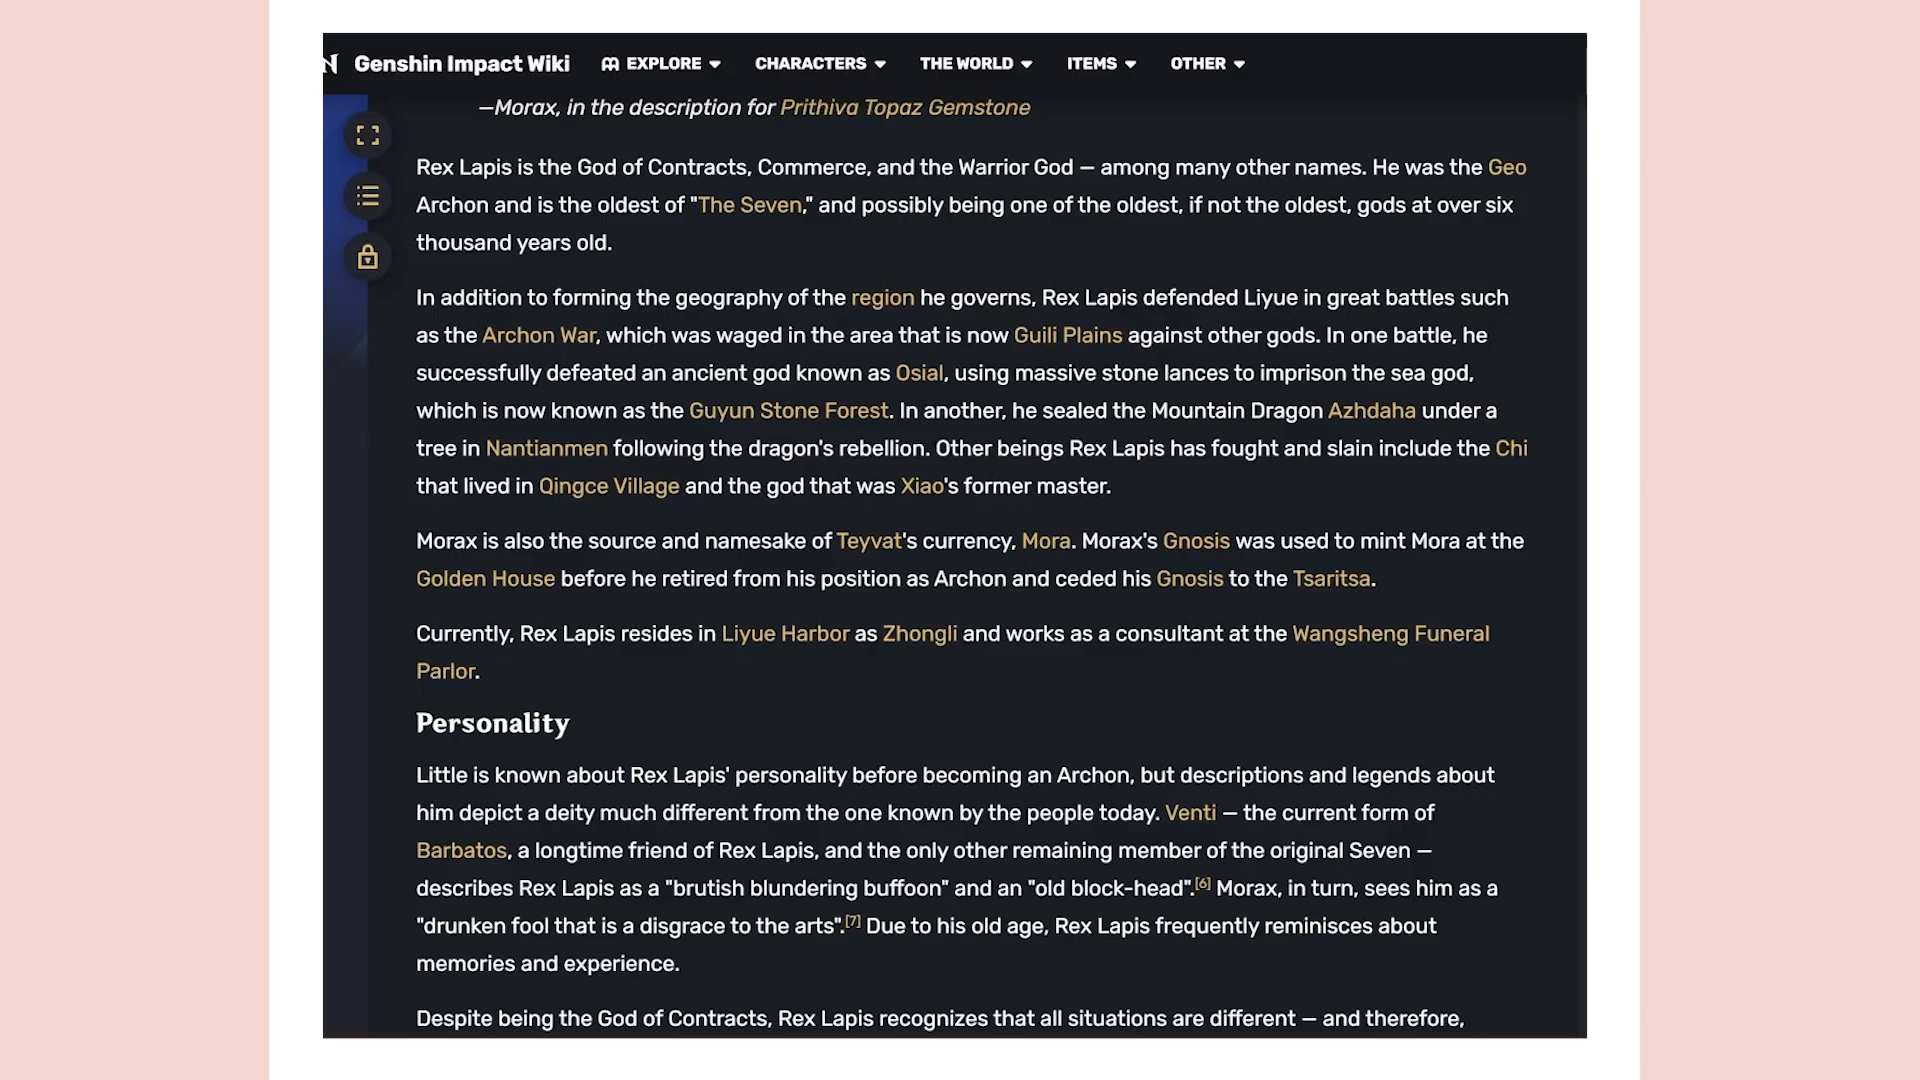 Genshin Impact Wiki EXPLORE CHARACTERS THE WORLD ITEMS OTHER
—Morax, in the description for Prithiva Topaz Gemstone
Rex Lapis is the God of Contracts, Commerce, and the Warrior God — among many other names. He was the Geo
Archon and is the oldest of "The Seven," and possibly being one of the oldest, if not the oldest, gods at over six
thousand years old.
In addition to forming the geography of the region he governs, Rex Lapis defended Liyue in great battles such
as the Archon War, which was waged in the area that is now Guili Plains against other gods. In one battle, he
successfully defeated an ancient god known as Osial, using massive stone lances to imprison the sea god,
which is now known as the Guyun Stone Forest. In another, he sealed the Mountain Dragon Azhdaha under a
tree in Nantianmen following the dragon's rebellion. Other beings Rex Lapis has fought and slain include the Chi
that lived in Qingce Village and the god that was Xiao's former master.
Morax is also the source and namesake of Teyvat's currency, Mora. Morax's Gnosis was used to mint Mora at the
Golden House before he retired from his position as Archon and ceded his Gnosis to the Tsaritsa.
Currently, Rex Lapis resides in Liyue Harbor as Zhongli and works as a consultant at the Wangsheng Funeral
Parlor.
Personality
Little is known about Rex Lapis' personality before becoming an Archon, but descriptions and legends about
him depict a deity much different from the one known by the people today. Venti — the current form of
Barbatos, a longtime friend of Rex Lapis, and the only other remaining member of the original Seven —
describes Rex Lapis as a "brutish blundering buffoon" and an "old block-head".[6] Morax, in turn, sees him as a
"drunken fool that is a disgrace to the arts".[7] Due to his old age, Rex Lapis frequently reminisces about
memories and experience.
Despite being the God of Contracts, Rex Lapis recognizes that all situations are different — and therefore,